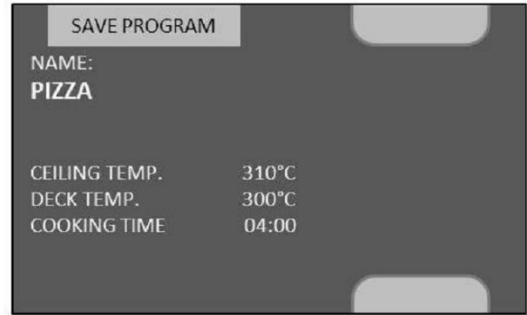 SAVE PROGRAM
NAME:
PIZZA
CEILING TEMP. 310°C
DECK TEMP. 300°C
COOKING TIME 04:00